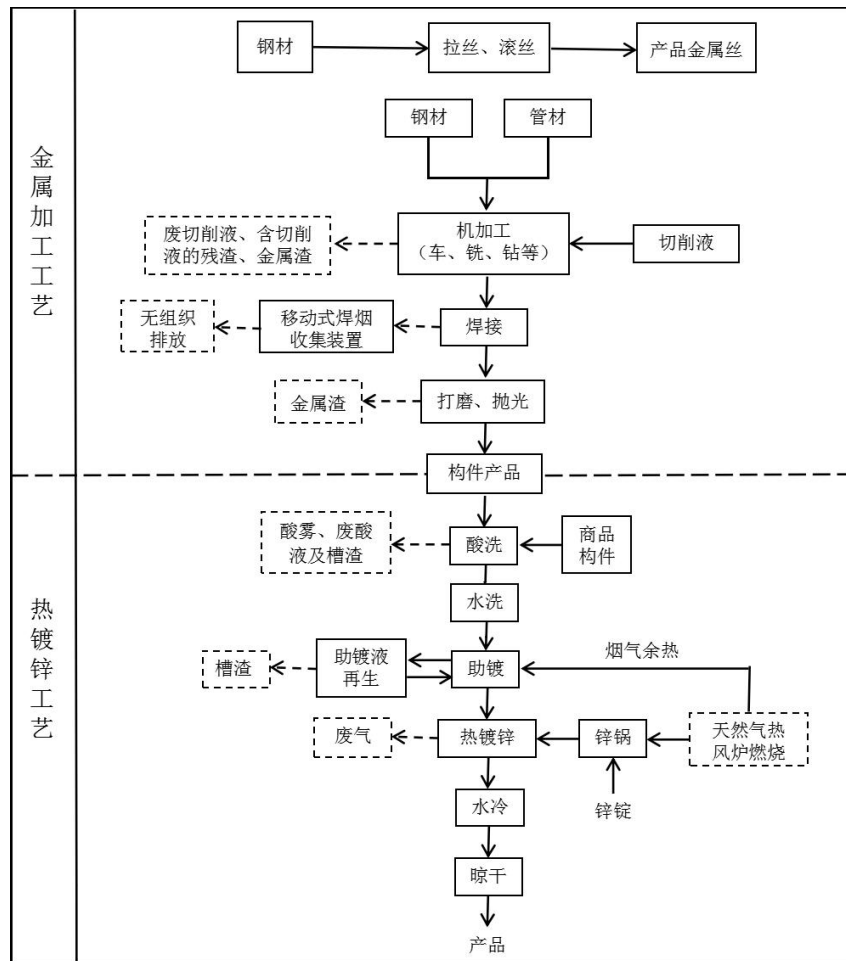 金属加工工艺
钢材
拉丝、滚丝
产品金属丝
钢材
管材
废切削液、含切削
液的残渣、金属渣
机加工
（车、铣、钻等）
切削液
无组织
排放
移动式焊烟
收集装置
焊接
金属渣
打磨、抛光
构件产品
热镀锌工艺
酸雾、废酸
液及槽渣
酸洗
商品
构件
水洗
槽渣
助镀液
再生
助镀
烟气余热
废气
热镀锌
锌锅
天然气热
风炉燃烧
水冷
锌锭
晾干
产品